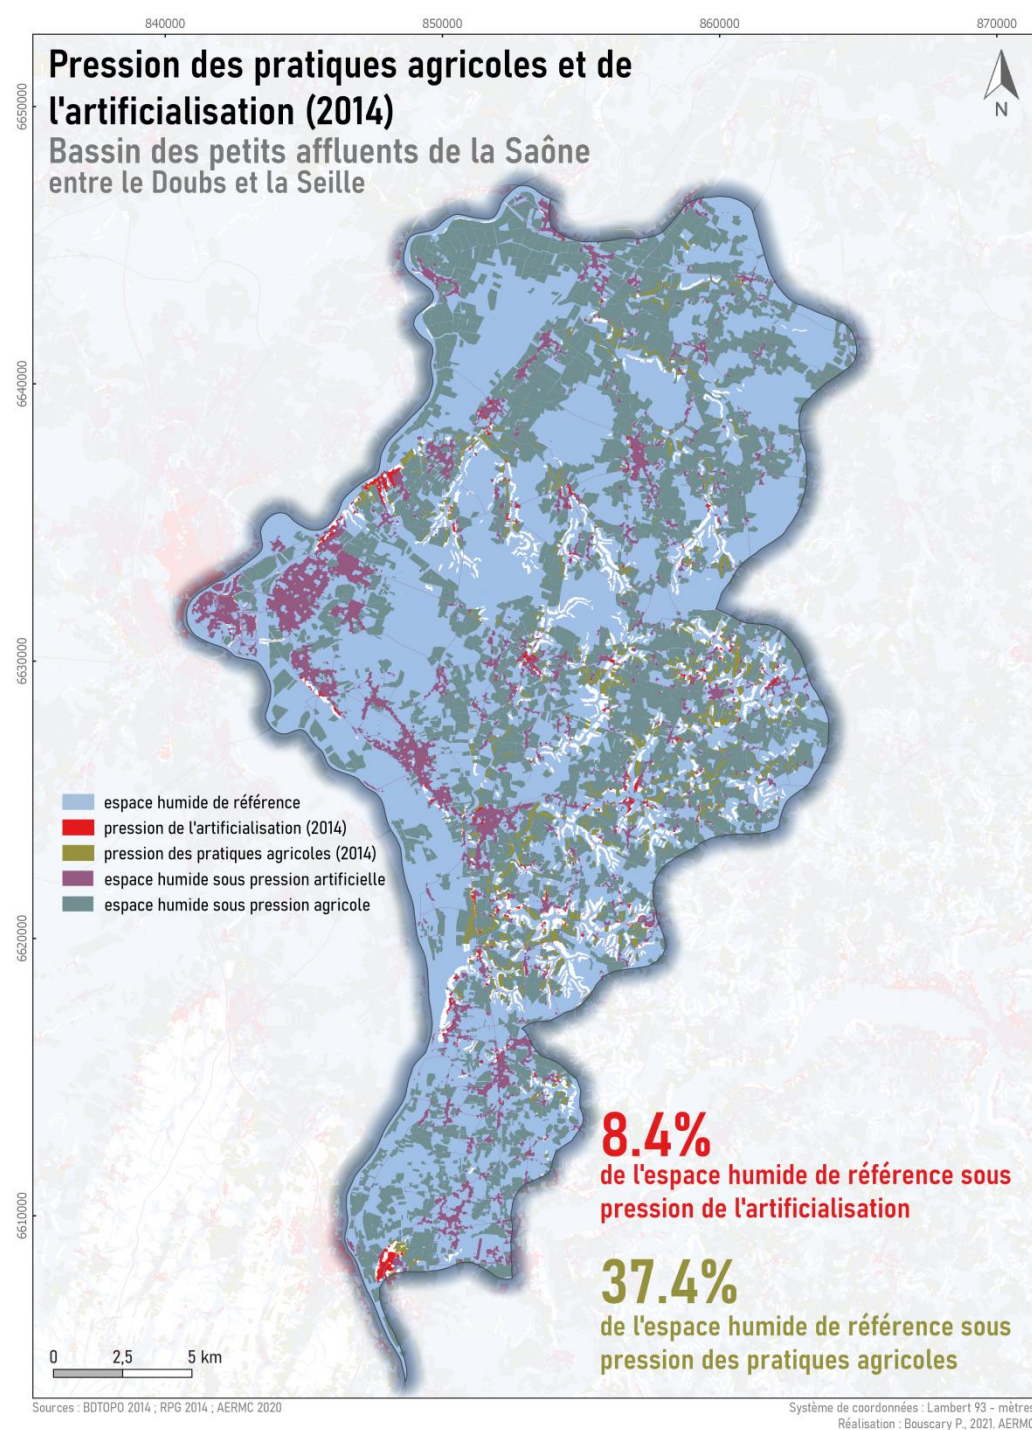 840000
850000
860000
870000
Pression des pratiques agricoles et de
l'artificialisation (2014)
Bassin des petits affluents de la Saône
entre le Doubs et la Seille
N
6650000
6640000
6630000
6620000
6610000
espace humide de référence
pression de l'artificialisation (2014)
pression des pratiques agricoles (2014)
espace humide sous pression artificielle
espace humide sous pression agricole
8.4%
de l'espace humide de référence sous
pression de l'artificialisation
37.4%
de l'espace humide de référence sous
pression des pratiques agricoles
0 2,5 5 km
Sources : BDTOPO 2014 ; RPG 2014 ; AERMC 2020
Système de coordonnées : Lambert 93 - mètres
Réalisation : Bouscary P., 2021. AERMC